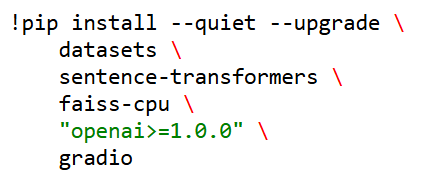 !pip install --quiet --upgrade \
    datasets \
    sentence-transformers \
    faiss-cpu \
    "openai>=1.0.0" \
    gradio